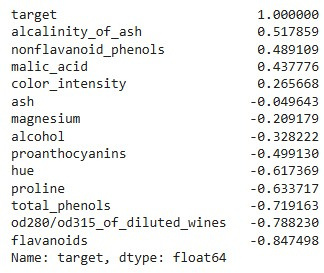 target 1.000000
alcalinity_of_ash 0.517859
nonflavanoid_phenols 0.489109
malic_acid 0.437776
color_intensity 0.265668
ash -0.049643
magnesium -0.209179
alcohol -0.328222
proanthocyanins -0.499130
hue -0.617369
proline -0.633717
total_phenols -0.719163
od280/od315_of_diluted_wines -0.788230
flavanoids -0.847498
Name: target, dtype: float64